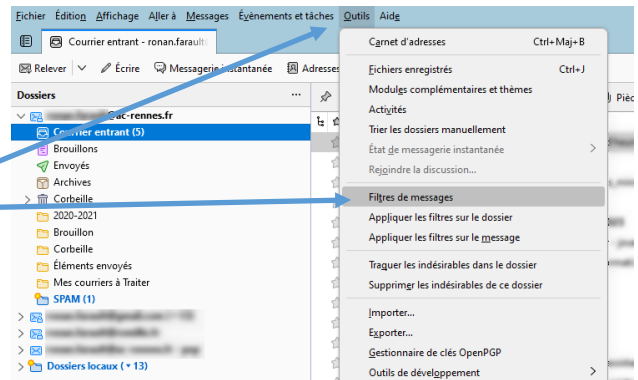 Fichier Édition Affichage Aller à Messages Évènements et tâches Outils Aide
Courrier entrant - ronan.farault
Relever Écrire Messagerie instantanée Adresses
Dossiers ...
@ac-rennes.fr
Courrier entrant (5)
Brouillons
Envoyés
Archives
Corbeille
2020-2021
Brouillon
Corbeille
Éléments envoyés
Mes courriers à Traiter
SPAM (1)
Dossiers locaux (▾ 13)
Carnet d'adresses Ctrl+Maj+B
Fichiers enregistrés Ctrl+J
Modules complémentaires et thèmes
Activités
Trier les dossiers manuellement
État de messagerie instantanée
Rejoindre la discussion...
Filtres de messages
Appliquer les filtres sur le dossier
Appliquer les filtres sur le message
Traquer les indésirables dans le dossier
Supprimer les indésirables de ce dossier
Importer...
Exporter...
Gestionnaire de clés OpenPGP
Outils de développement
Pièc